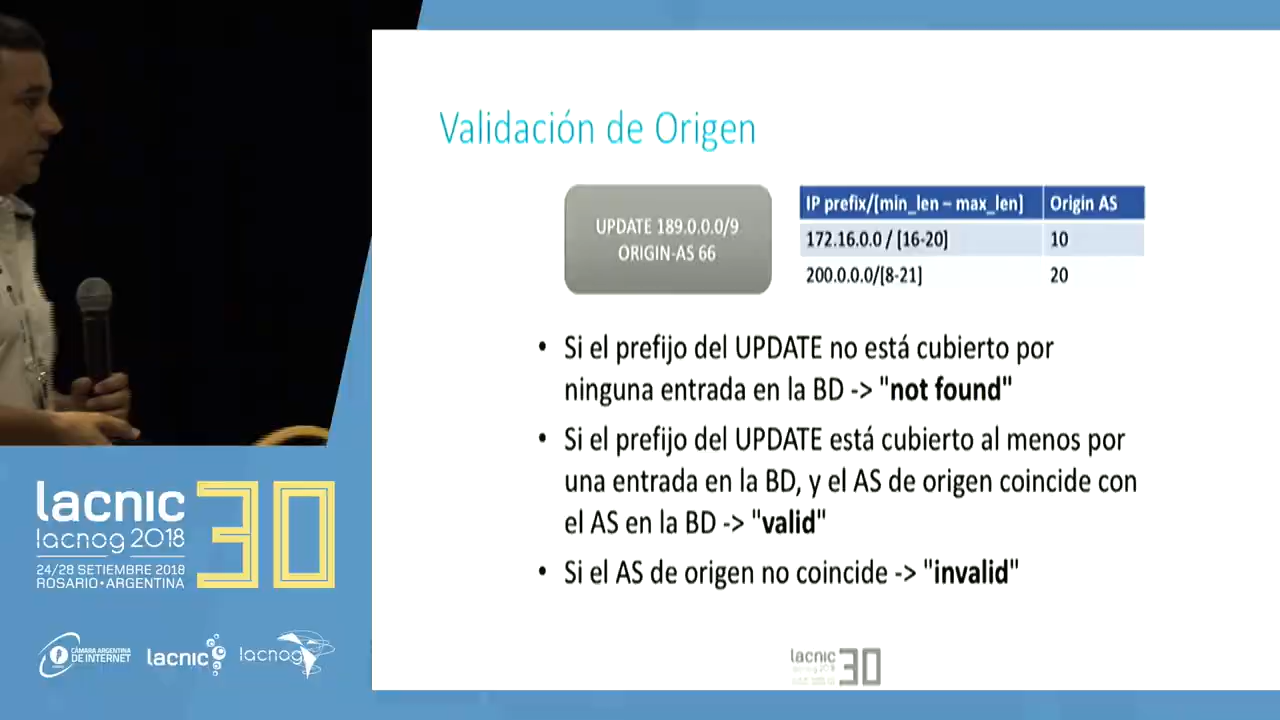 Validación de Origen
UPDATE 189.0.0.0/9
ORIGIN-AS 66
IP prefix/[min_len – max_len] Origin AS
172.16.0.0 / [16-20] 10
200.0.0.0/[8-21] 20
• Si el prefijo del UPDATE no está cubierto por
ninguna entrada en la BD -> "not found"
• Si el prefijo del UPDATE está cubierto al menos por
una entrada en la BD, y el AS de origen coincide con
el AS en la BD -> "valid"
• Si el AS de origen no coincide -> "invalid"
lacnic 30
lacnog 2018
24/28 SETIEMBRE 2018
ROSARIO•ARGENTINA
CÁMARA ARGENTINA
DE INTERNET
lacnic
lacnog
lacnic 30